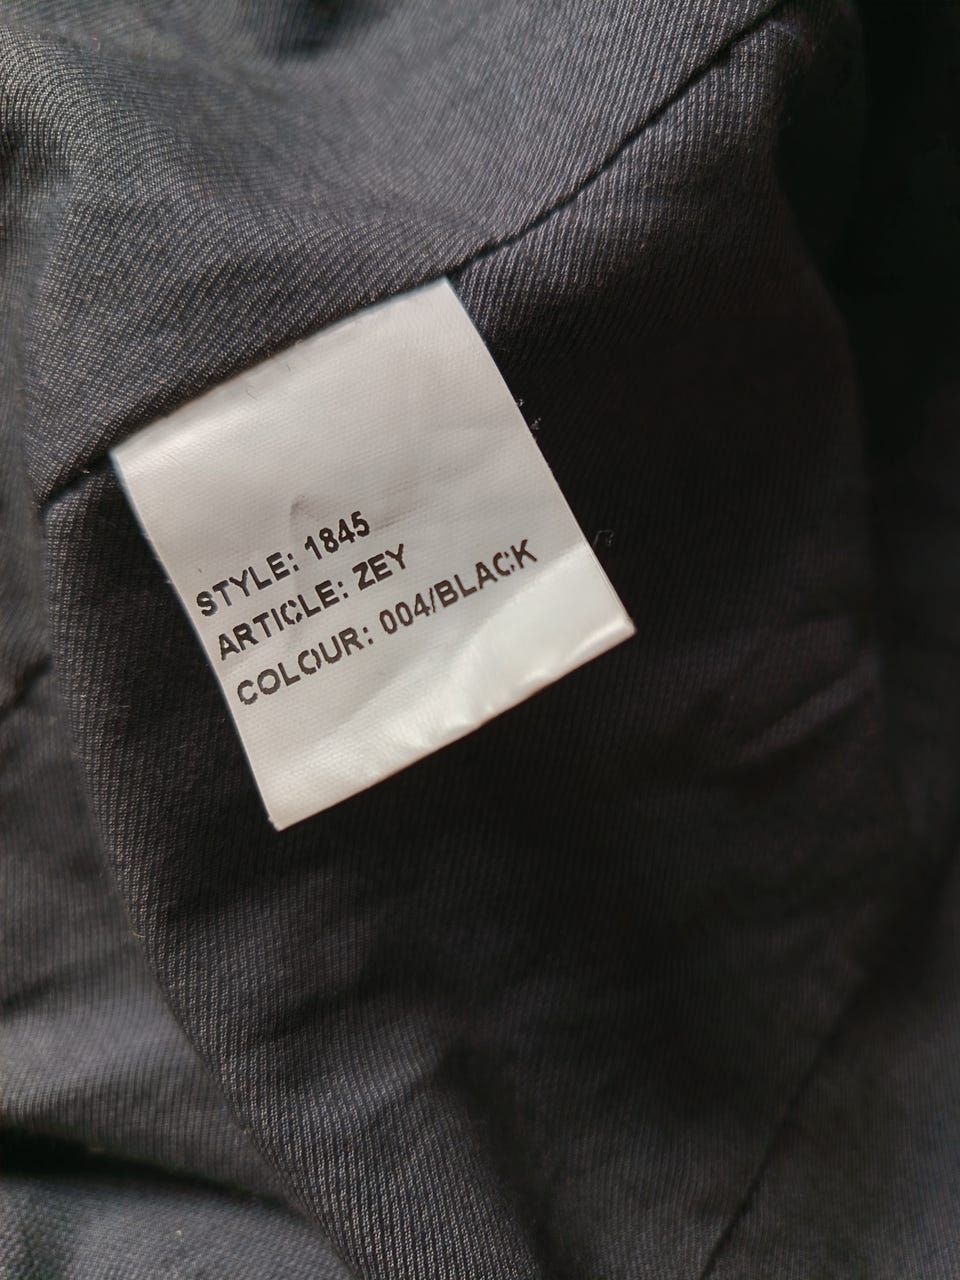 STYLE: 1845
ARTICLE: ZEY
COLOUR: 004/BLACK